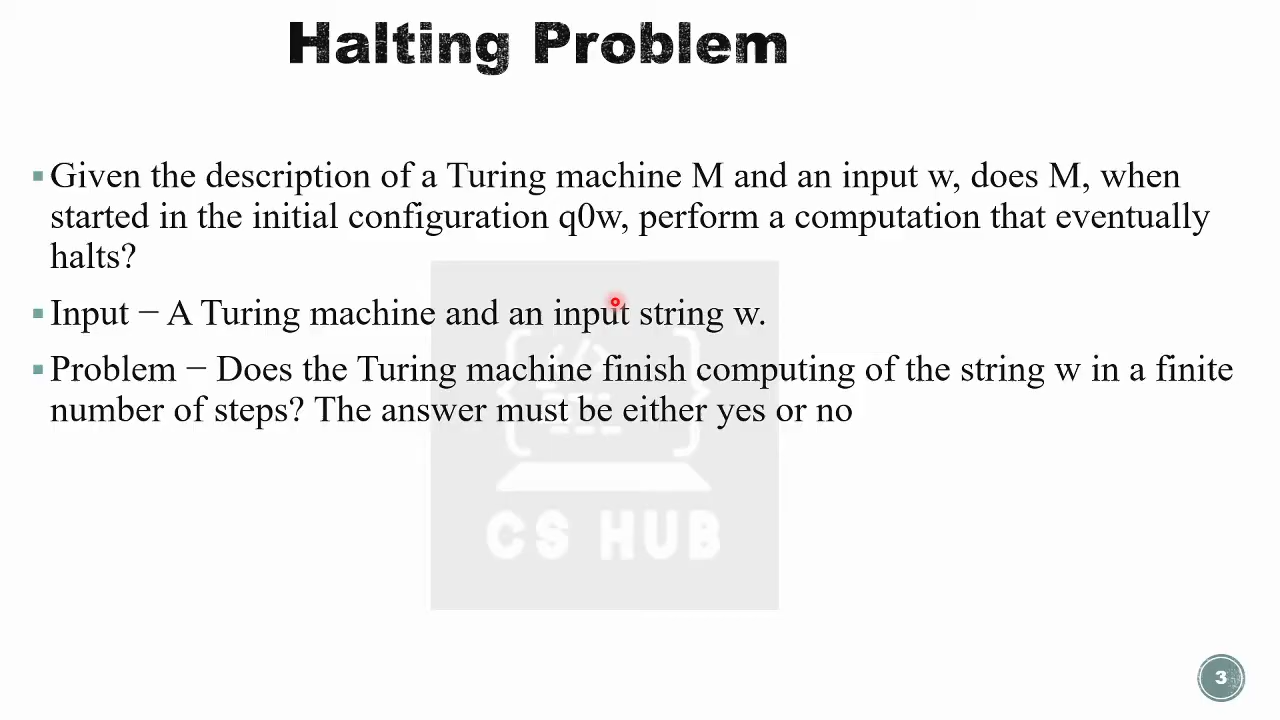 Halting Problem
Given the description of a Turing machine M and an input w, does M, when
started in the initial configuration q0w, perform a computation that eventually
halts?
Input − A Turing machine and an input string w.
Problem − Does the Turing machine finish computing of the string w in a finite
number of steps? The answer must be either yes or no
</>
CS HUB
3